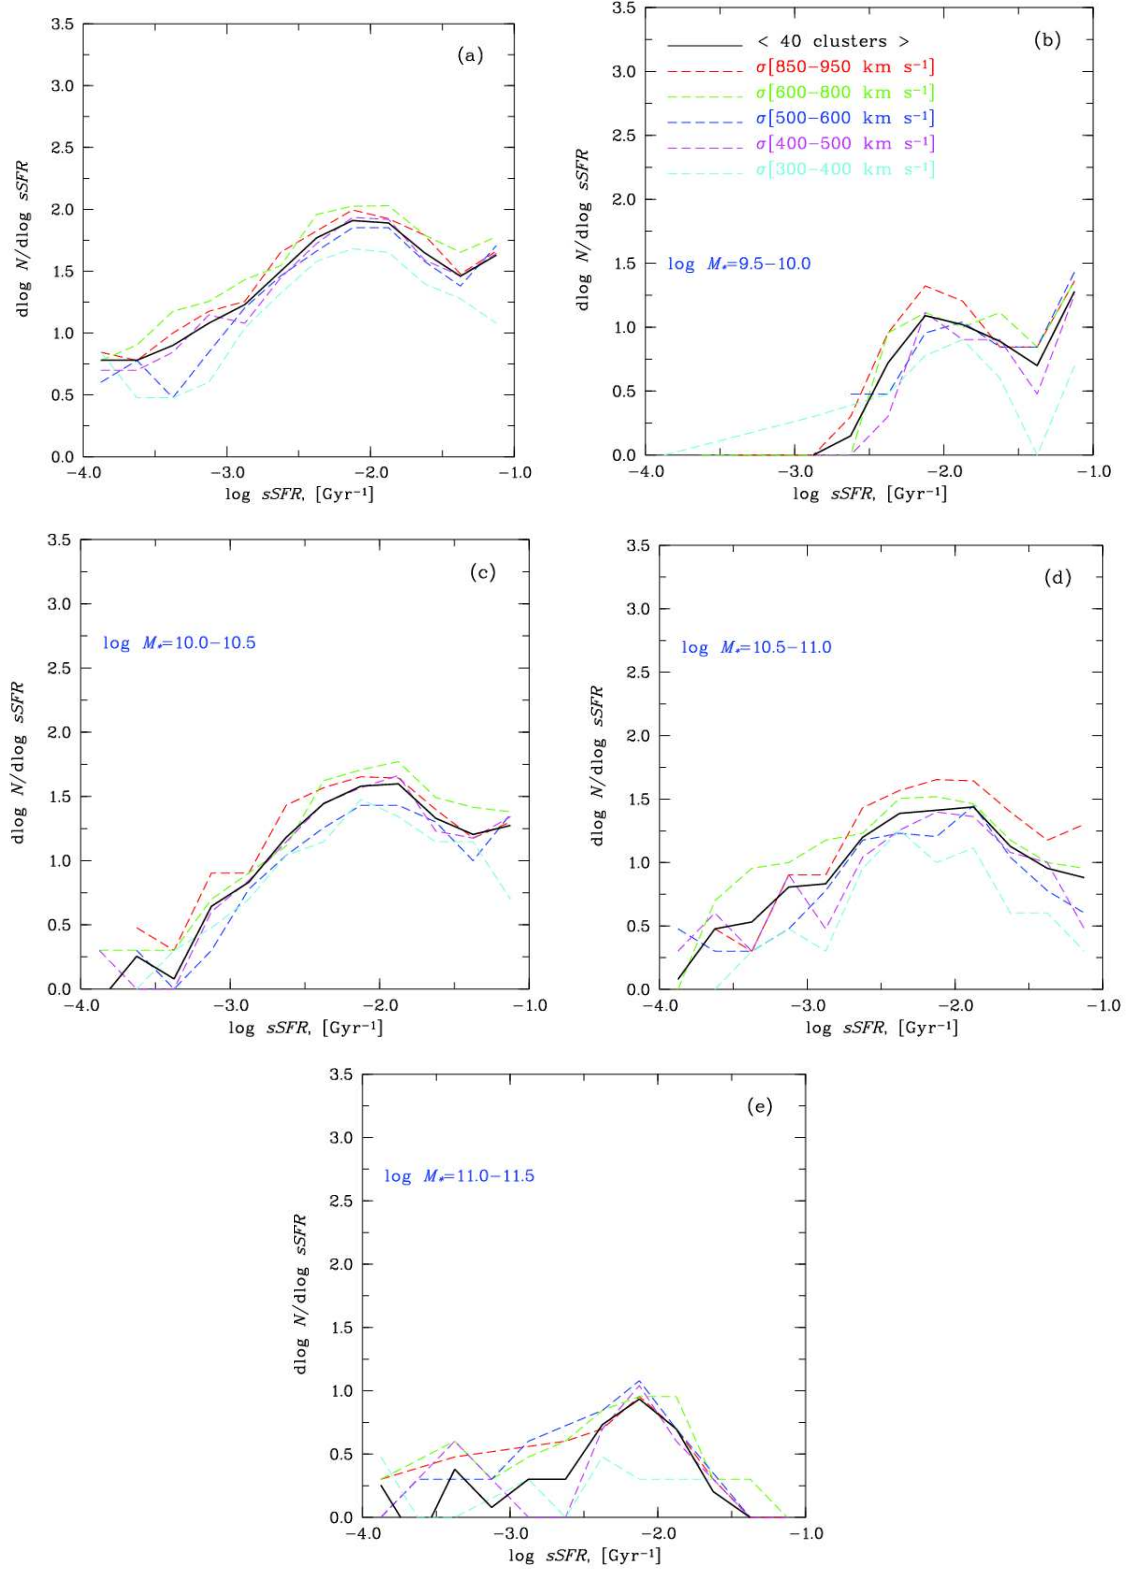 (a)
3.5
3.0
2.5
2.0
1.5
1.0
0.5
0.0
dlog N/dlog sSFR
−4.0 −3.0 −2.0 −1.0
log sSFR, [Gyr⁻¹]
(b)
< 40 clusters >
σ[850−950 km s⁻¹]
σ[600−800 km s⁻¹]
σ[500−600 km s⁻¹]
σ[400−500 km s⁻¹]
σ[300−400 km s⁻¹]
log M*=9.5−10.0
3.5
3.0
2.5
2.0
1.5
1.0
0.5
0.0
dlog N/dlog sSFR
−4.0 −3.0 −2.0 −1.0
log sSFR, [Gyr⁻¹]
(c)
log M*=10.0−10.5
3.5
3.0
2.5
2.0
1.5
1.0
0.5
0.0
dlog N/dlog sSFR
−4.0 −3.0 −2.0 −1.0
log sSFR, [Gyr⁻¹]
(d)
log M*=10.5−11.0
3.5
3.0
2.5
2.0
1.5
1.0
0.5
0.0
dlog N/dlog sSFR
−4.0 −3.0 −2.0 −1.0
log sSFR, [Gyr⁻¹]
(e)
log M*=11.0−11.5
3.5
3.0
2.5
2.0
1.5
1.0
0.5
0.0
dlog N/dlog sSFR
−4.0 −3.0 −2.0 −1.0
log sSFR, [Gyr⁻¹]